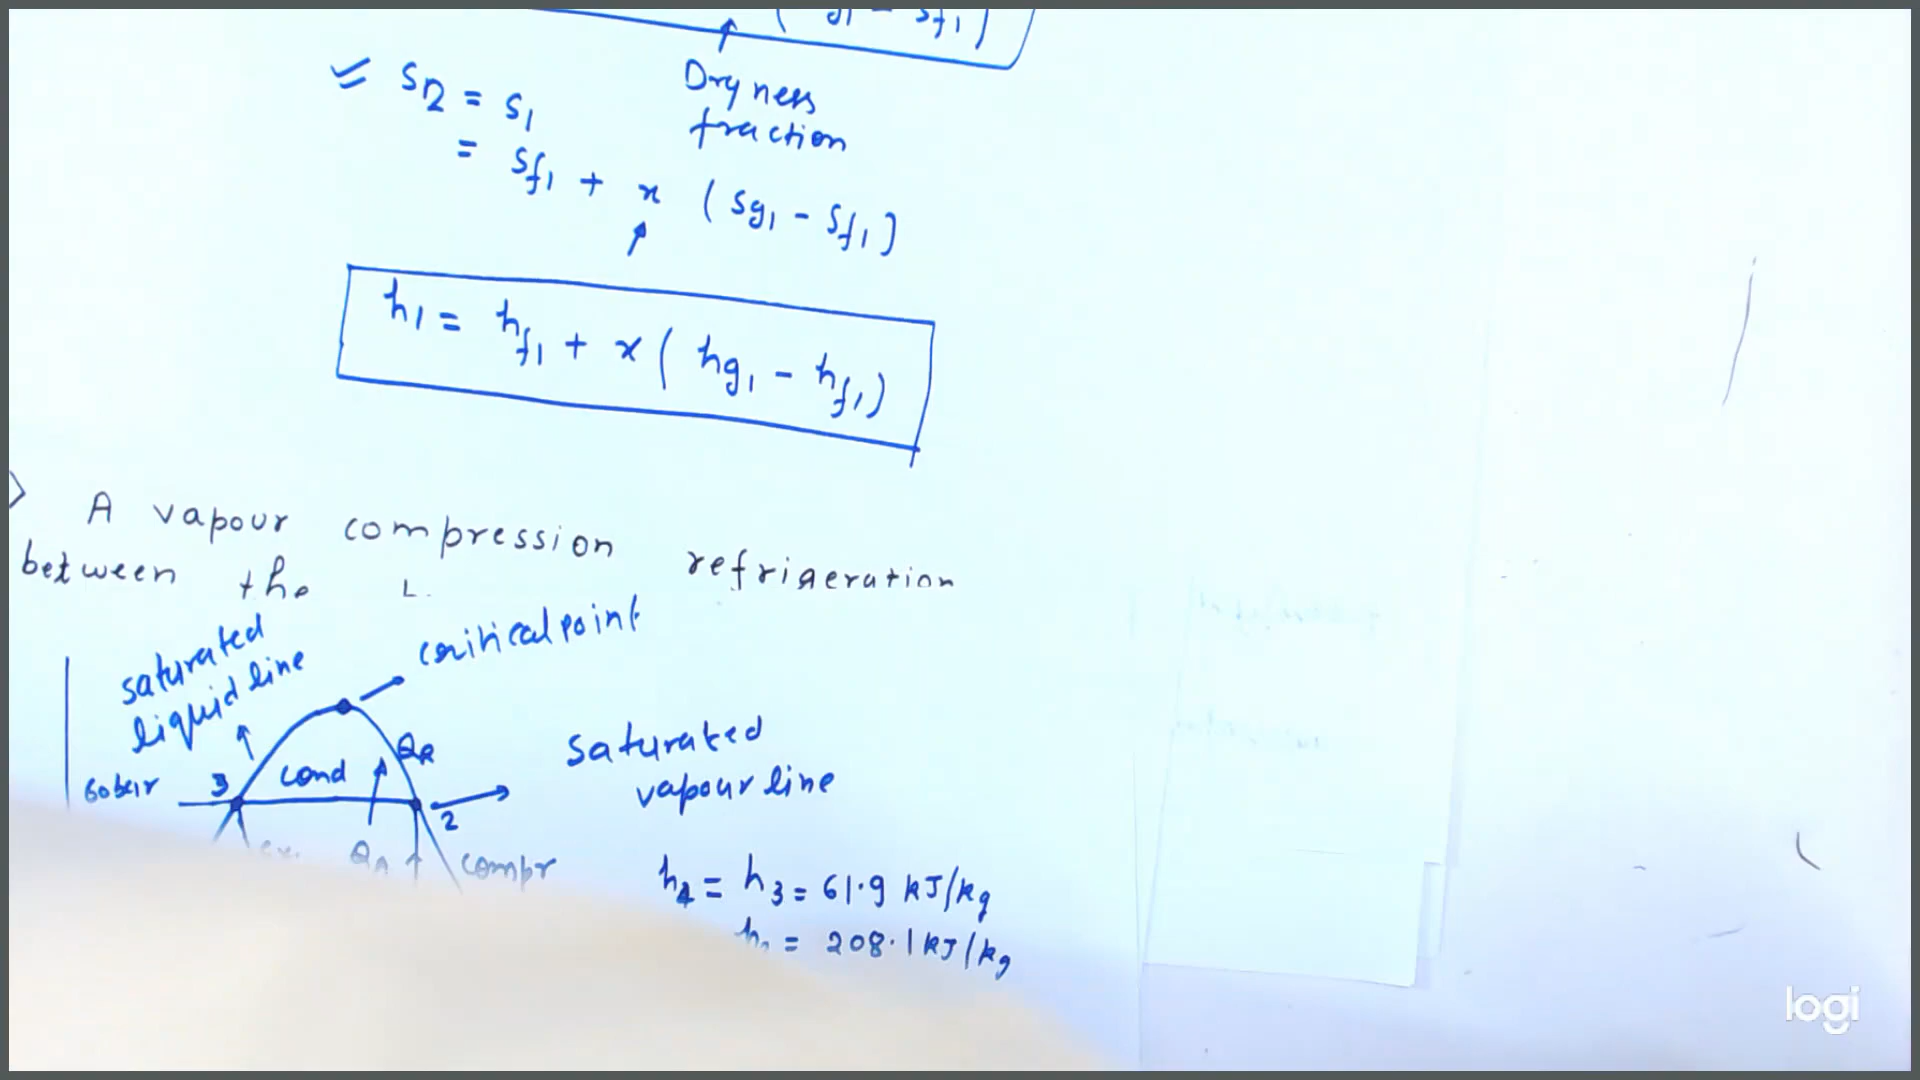 Dryness
fraction
s2 = s1
= sf1 + x (sg1 - sf1)
h1 = hf1 + x (hg1 - hf1)
A vapour compression refrigeration
between the
saturated
liquid line
critical point
saturated
vapour line
60 bar
3
cond
QR
2
compr
h4 = h3 = 61.9 kJ/kg
= 208.1 kJ/kg
logi